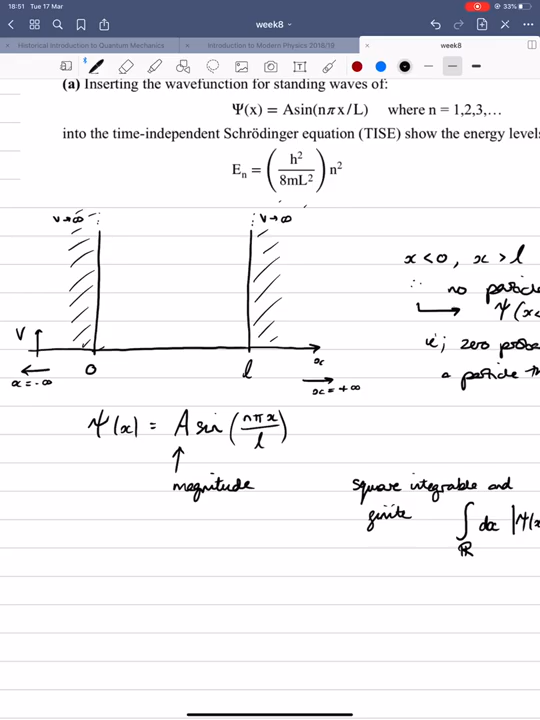 18:51 Tue 17 Mar
33%
week8
Historical Introduction to Quantum Mechanics
Introduction to Modern Physics 2018/19
week8
(a) Inserting the wavefunction for standing waves of:
Ψ(x) = Asin(nπx/L) where n = 1,2,3,…
into the time-independent Schrödinger equation (TISE) show the energy levels
Eₙ = (h²/8mL²) n²
V→∞
V→∞
x<0, x>l
∴ no particle
Ψ(x<
V
ie; zero prob
0
l
x
x=-∞
x=+∞
a particle
Ψ(x) = A sin (nπx/l)
magnitude
square integrable and
finite ∫ℝ dx |Ψ(x